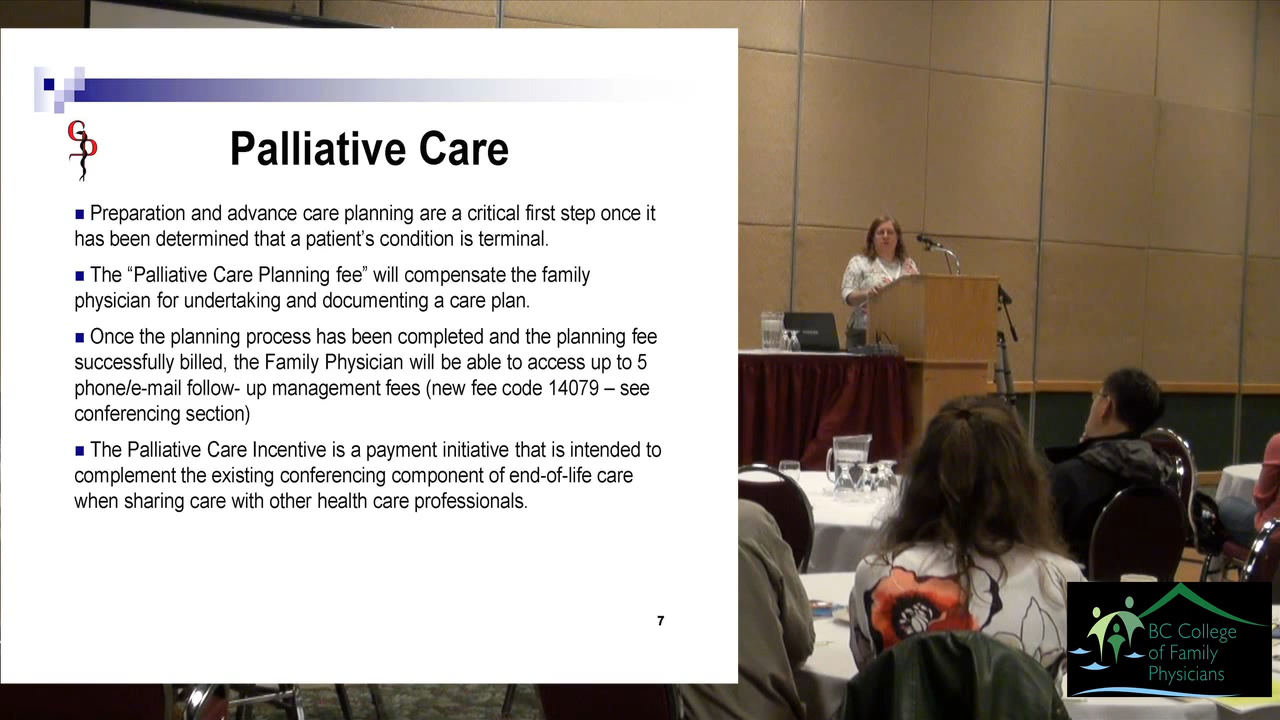 Palliative Care
Preparation and advance care planning are a critical first step once it
has been determined that a patient's condition is terminal.
The “Palliative Care Planning fee” will compensate the family
physician for undertaking and documenting a care plan.
Once the planning process has been completed and the planning fee
successfully billed, the Family Physician will be able to access up to 5
phone/e-mail follow- up management fees (new fee code 14079 – see
conferencing section)
The Palliative Care Incentive is a payment initiative that is intended to
complement the existing conferencing component of end-of-life care
when sharing care with other health care professionals.
7
BC College
of Family
Physicians